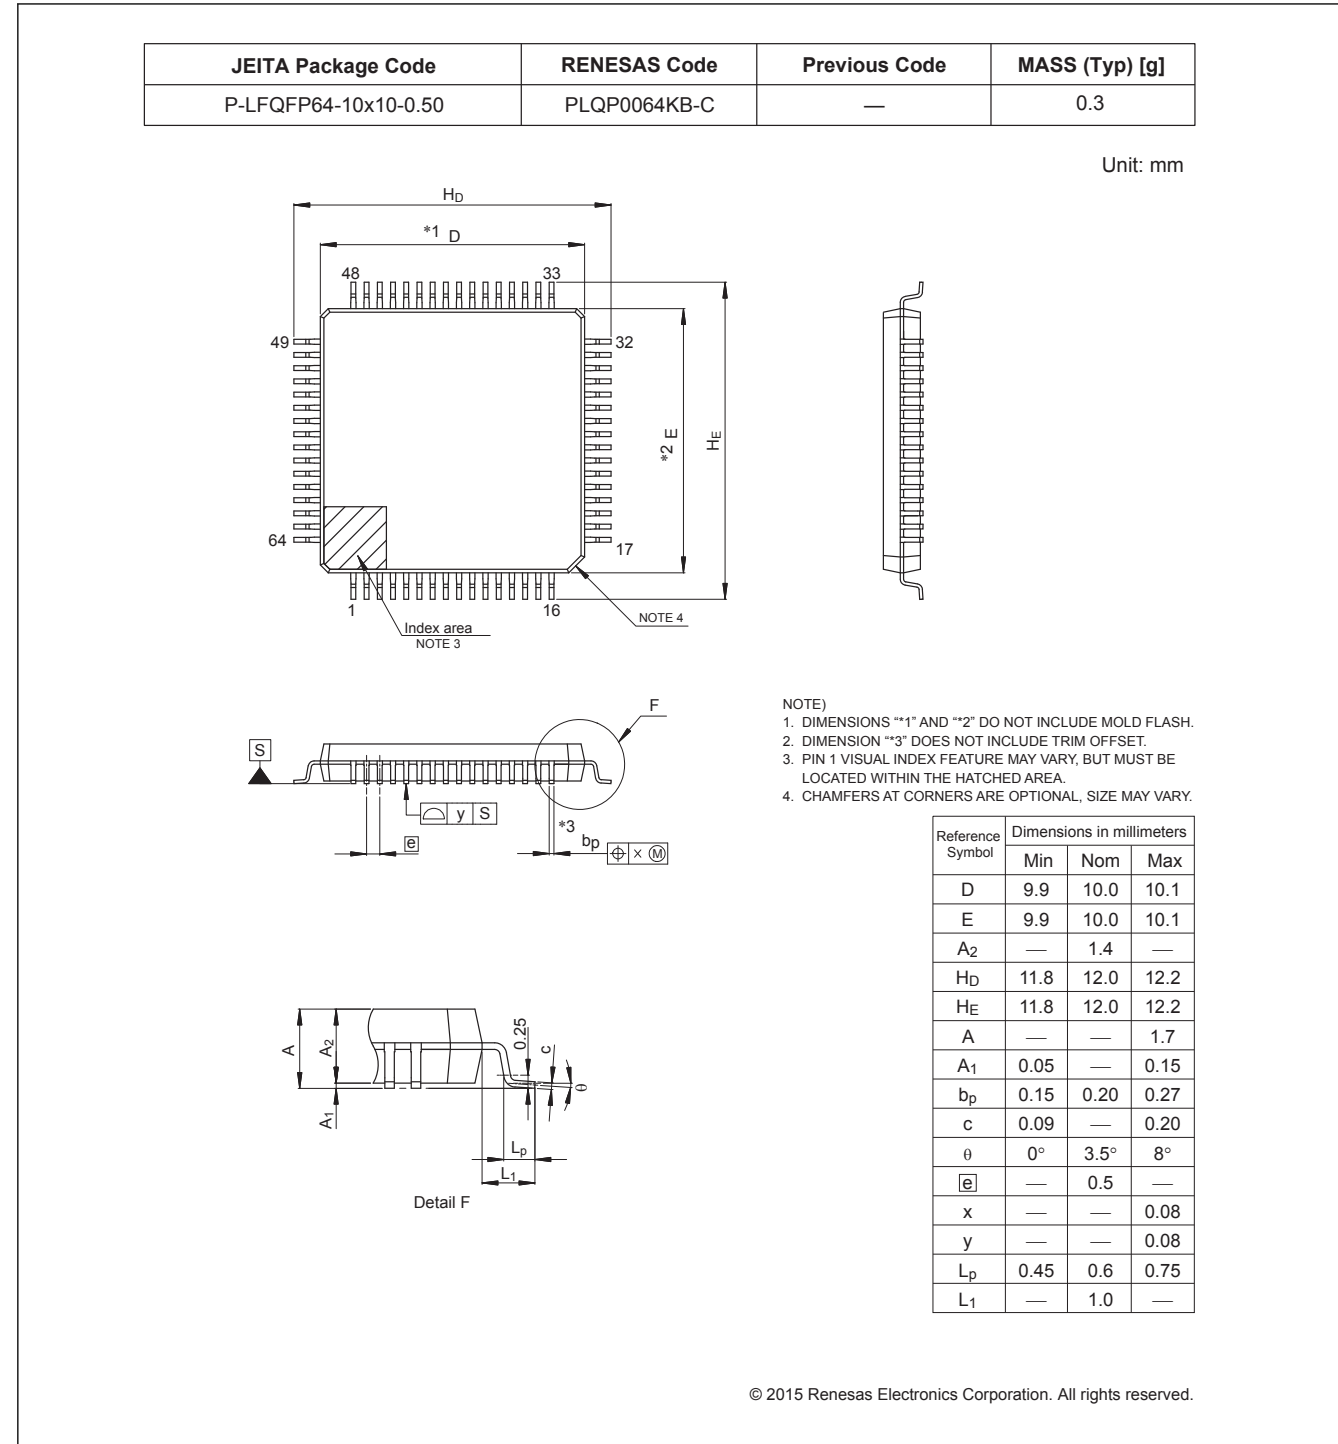 JEITA Package Code RENESAS Code Previous Code MASS (Typ) [g]
P-LFQFP64-10x10-0.50 PLQP0064KB-C — 0.3
Unit: mm
HD
*1 D
48 33
49 32
*2 E
HE
64 17
1 16
NOTE 4
Index area
NOTE 3
F
S
y S
*3
e bp × M
NOTE)
1. DIMENSIONS “*1” AND “*2” DO NOT INCLUDE MOLD FLASH.
2. DIMENSION “*3” DOES NOT INCLUDE TRIM OFFSET.
3. PIN 1 VISUAL INDEX FEATURE MAY VARY, BUT MUST BE
LOCATED WITHIN THE HATCHED AREA.
4. CHAMFERS AT CORNERS ARE OPTIONAL, SIZE MAY VARY.
Reference Symbol Dimensions in millimeters
Min Nom Max
D 9.9 10.0 10.1
E 9.9 10.0 10.1
A2 — 1.4 —
HD 11.8 12.0 12.2
HE 11.8 12.0 12.2
A — — 1.7
A1 0.05 — 0.15
bp 0.15 0.20 0.27
c 0.09 — 0.20
θ 0° 3.5° 8°
e — 0.5 —
x — — 0.08
y — — 0.08
Lp 0.45 0.6 0.75
L1 — 1.0 —
A A2 0.25 c
θ
A1
Lp
L1
Detail F
© 2015 Renesas Electronics Corporation. All rights reserved.